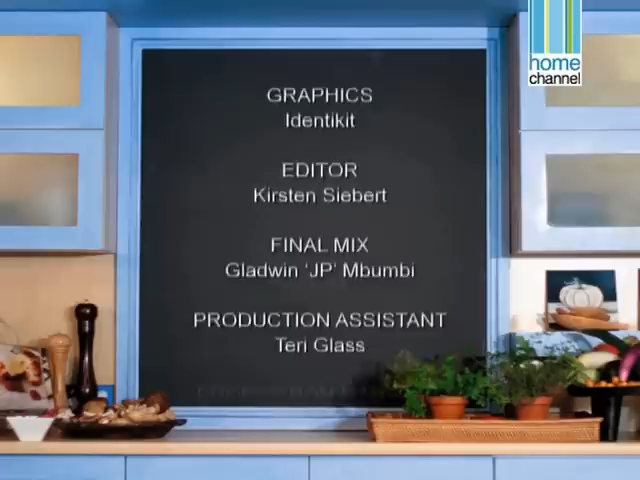 home
channel
GRAPHICS
Identikit
EDITOR
Kirsten Siebert
FINAL MIX
Gladwin ‘JP’ Mbumbi
PRODUCTION ASSISTANT
Teri Glass